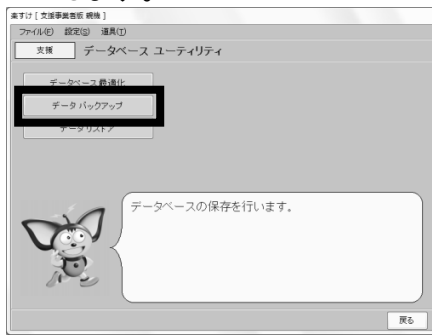 楽すけ [ 支援事業者版 親機 ]
ファイル(F) 設定(S) 道具(T)
支援 データベース ユーティリティ
データベース 最適化
データ バックアップ
データ リストア
データベースの保存を行います。
戻る